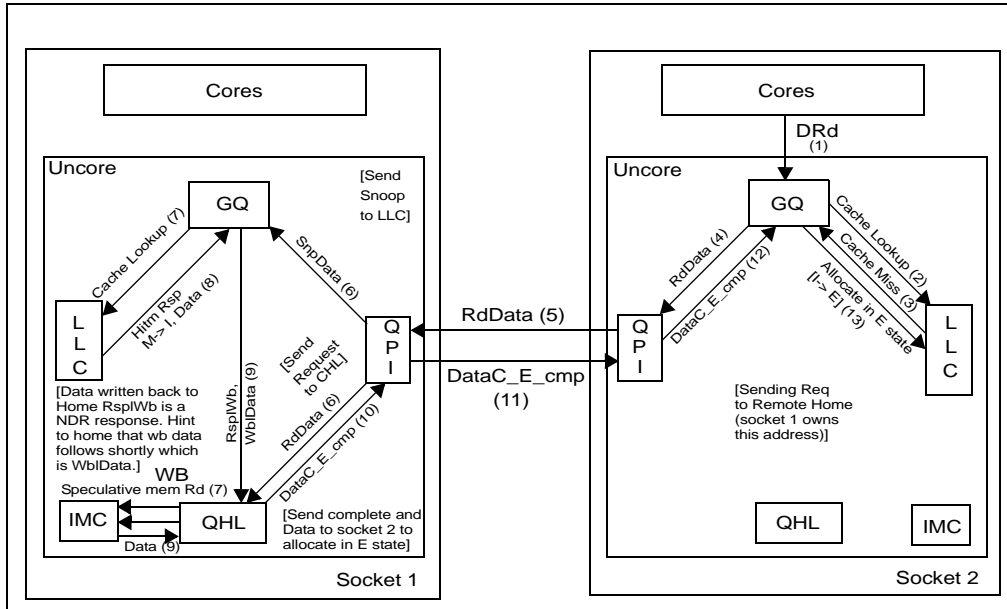 Cores
Uncore
GQ
[Send
Snoop
to LLC]
Cache Lookup (7)
Hitm Rsp
M-> I, Data (8)
SnpData (6)
L
L
C
Q
P
I
[Send
Request
to CHL]
RspIWb,
WbIData (9)
RdData (6)
DataC_E_cmp (10)
[Data written back to
Home RspIWb is a
NDR response. Hint
to home that wb data
follows shortly which
is WbIData.]
WB
Speculative mem Rd (7)
IMC
QHL
Data (9)
[Send complete and
Data to socket 2 to
allocate in E state]
Socket 1
RdData (5)
DataC_E_cmp
(11)
Cores
DRd
(1)
Uncore
GQ
RdData (4)
DataC_E_cmp (12)
Cache Lookup (2)
Cache Miss (3)
Allocate in E state
[I-> E] (13)
Q
P
I
L
L
C
[Sending Req
to Remote Home
(socket 1 owns
this address)]
QHL
IMC
Socket 2